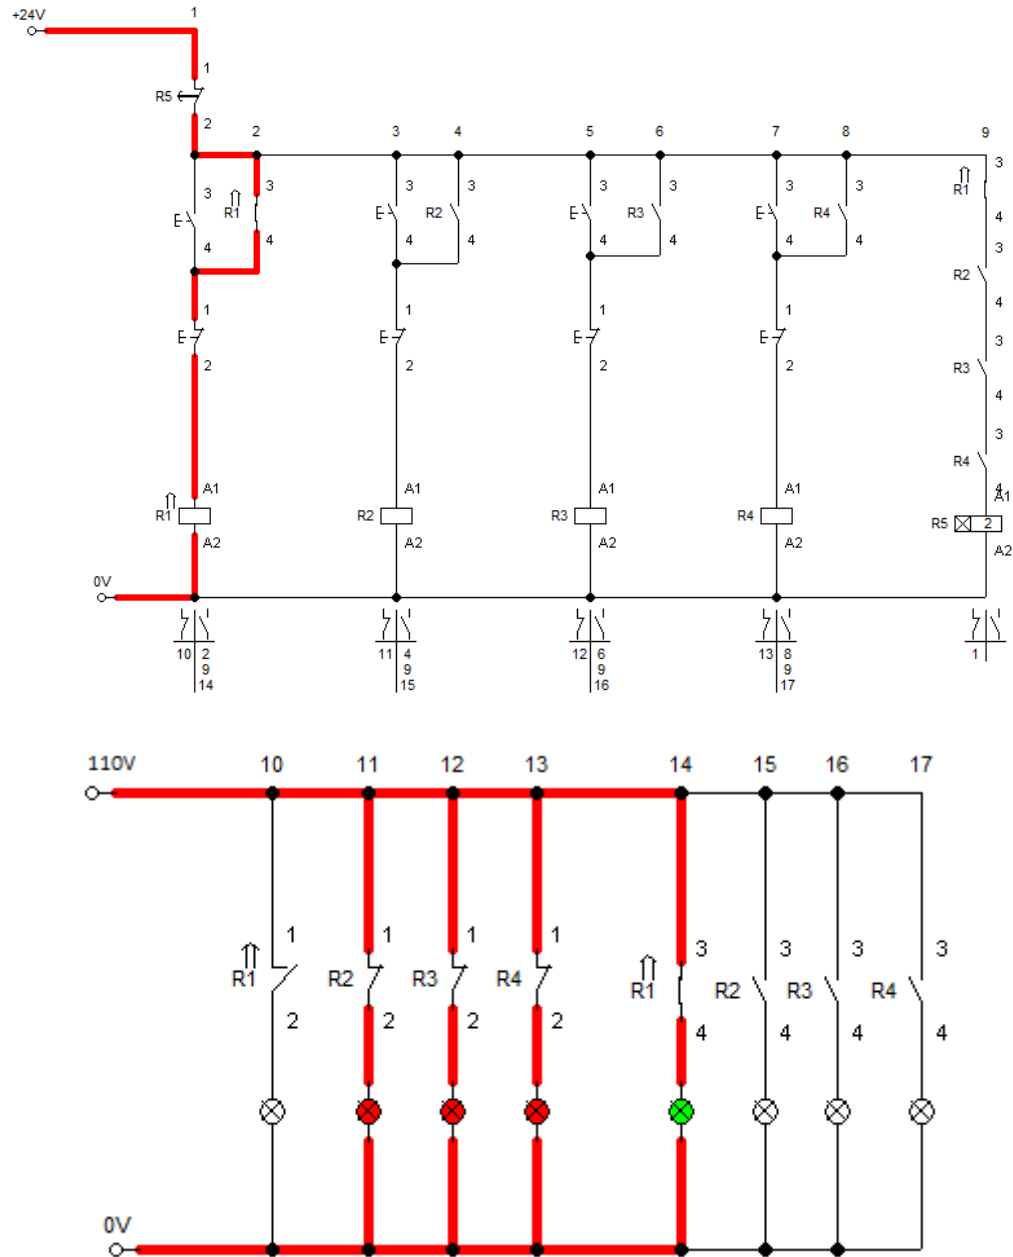 +24V 1
1
R5
2 2 3 4 5 6 7 8 9
3 3 3 3 3 3 3 3 3
R1 R2 R3 R4 R1
4 4 4 4 4 4 4 4 4
3
R2
1 1 1 1 4
2 2 2 2 3
R3
4
3
R4
A1 A1 A1 A1 4
A1
R1 R2 R3 R4 R5 2
A2 A2 A2 A2 A2
0V
10 2 11 4 12 6 13 8 1
9 9 9 9
14 15 16 17
110V 10 11 12 13 14 15 16 17
1 1 1 1 3 3 3 3
R1 R2 R3 R4 R1 R2 R3 R4
2 2 2 2 4 4 4 4
0V